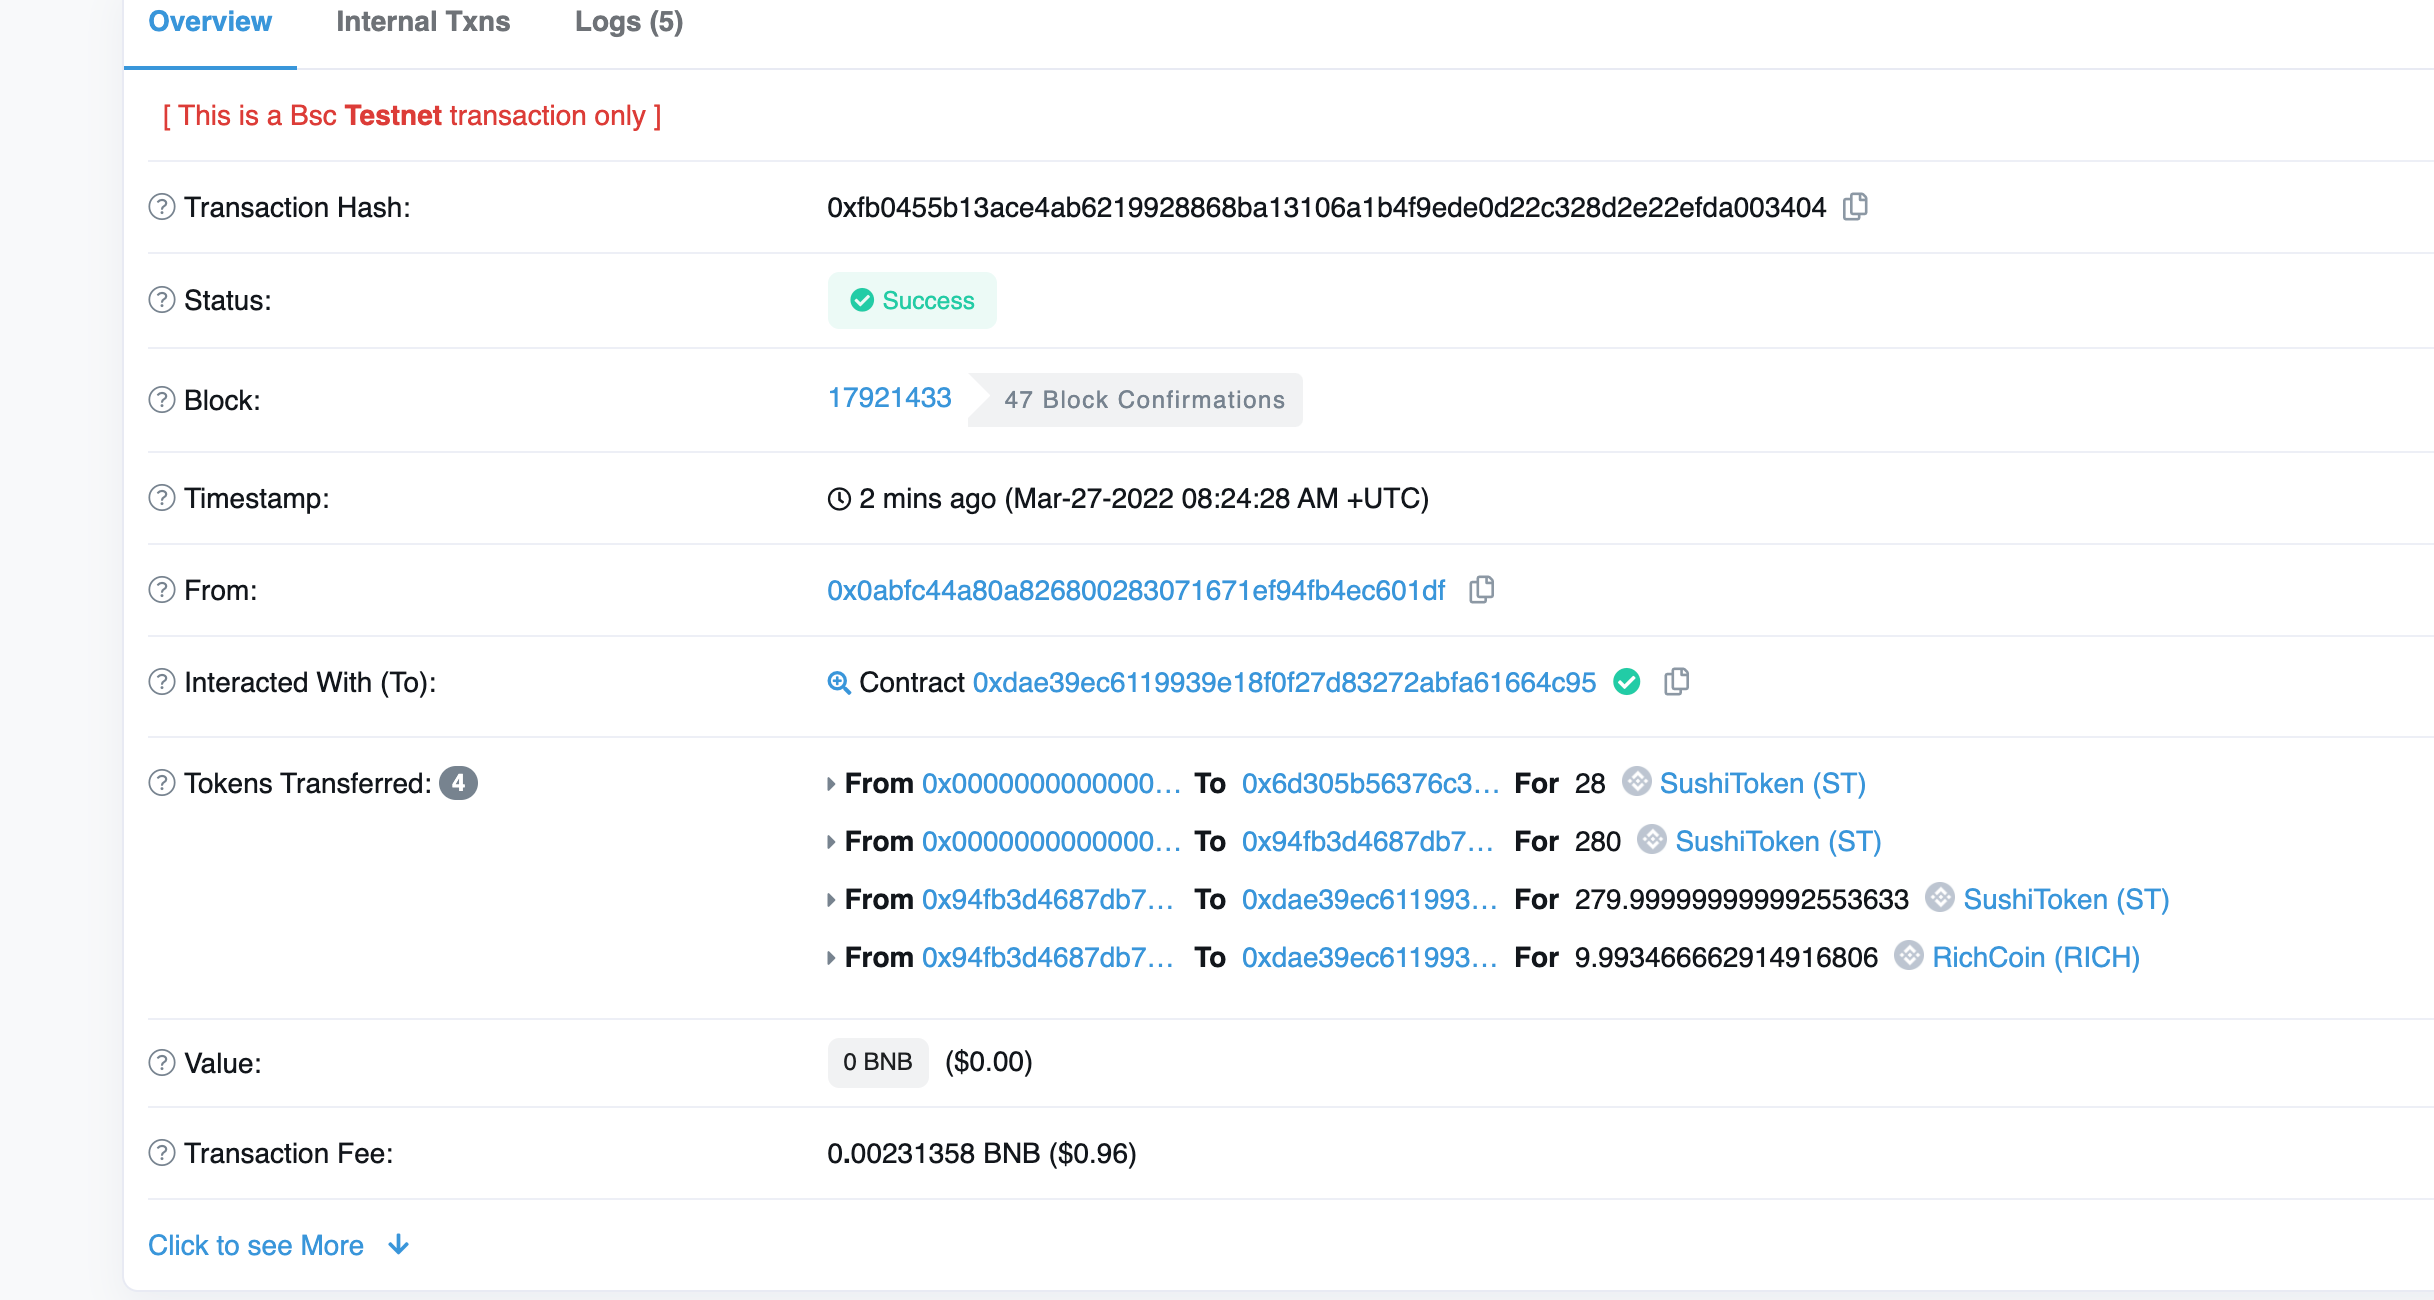 Overview Internal Txns Logs (5)
[ This is a Bsc Testnet transaction only ]
Transaction Hash: 0xfb0455b13ace4ab6219928868ba13106a1b4f9ede0d22c328d2e22efda003404
Status: Success
Block: 17921433 47 Block Confirmations
Timestamp: 2 mins ago (Mar-27-2022 08:24:28 AM +UTC)
From: 0x0abfc44a80a826800283071671ef94fb4ec601df
Interacted With (To): Contract 0xdae39ec6119939e18f0f27d83272abfa61664c95
Tokens Transferred: 4 From 0x0000000000000... To 0x6d305b56376c3... For 28 SushiToken (ST)
From 0x0000000000000... To 0x94fb3d4687db7... For 280 SushiToken (ST)
From 0x94fb3d4687db7... To 0xdae39ec611993... For 279.999999999992553633 SushiToken (ST)
From 0x94fb3d4687db7... To 0xdae39ec611993... For 9.993466662914916806 RichCoin (RICH)
Value: 0 BNB ($0.00)
Transaction Fee: 0.00231358 BNB ($0.96)
Click to see More